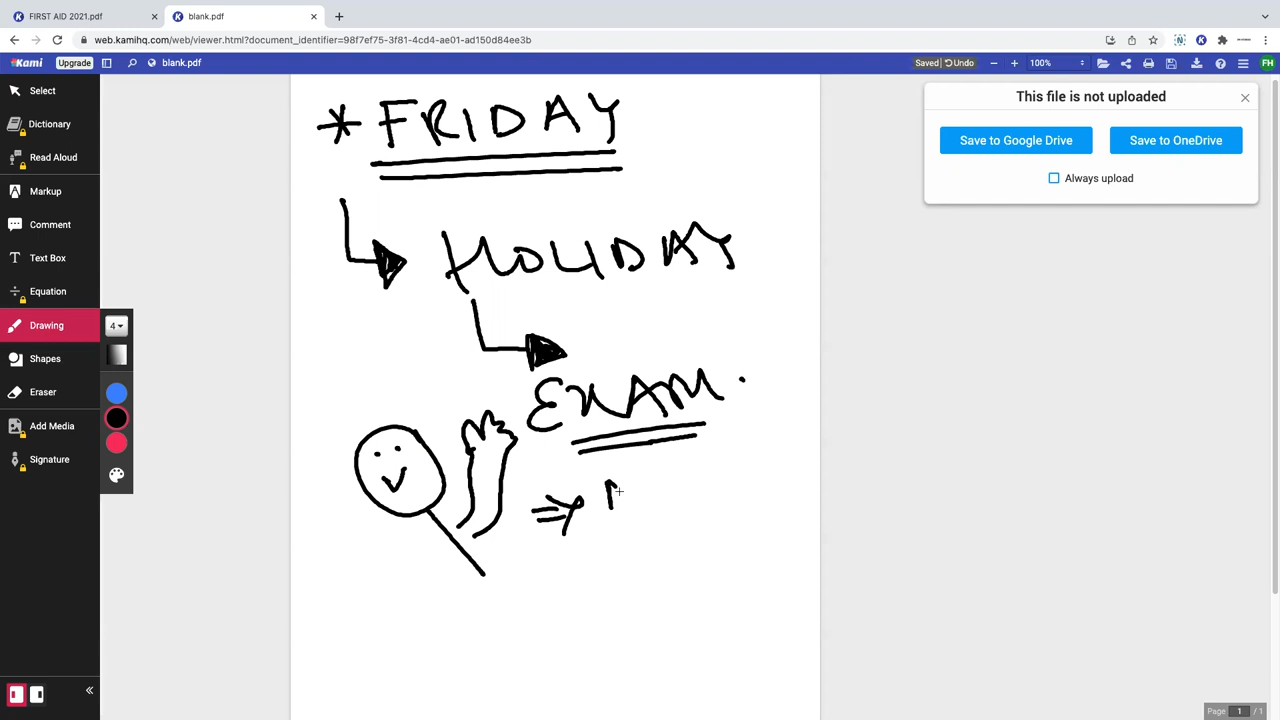 FIRST AID 2021.pdf
blank.pdf
web.kamihq.com/web/viewer.html?document_identifier=98f7ef75-3f81-4cd4-ae01-ad150d84ee3b
Kami Upgrade blank.pdf Saved Undo 100% FH
Select
Dictionary
Read Aloud
Markup
Comment
Text Box
Equation
Drawing
4
Shapes
Eraser
Add Media
Signature
This file is not uploaded
Save to Google Drive Save to OneDrive
Always upload
* FRIDAY
HOLIDAY
EXAM.
Page: 1 / 1